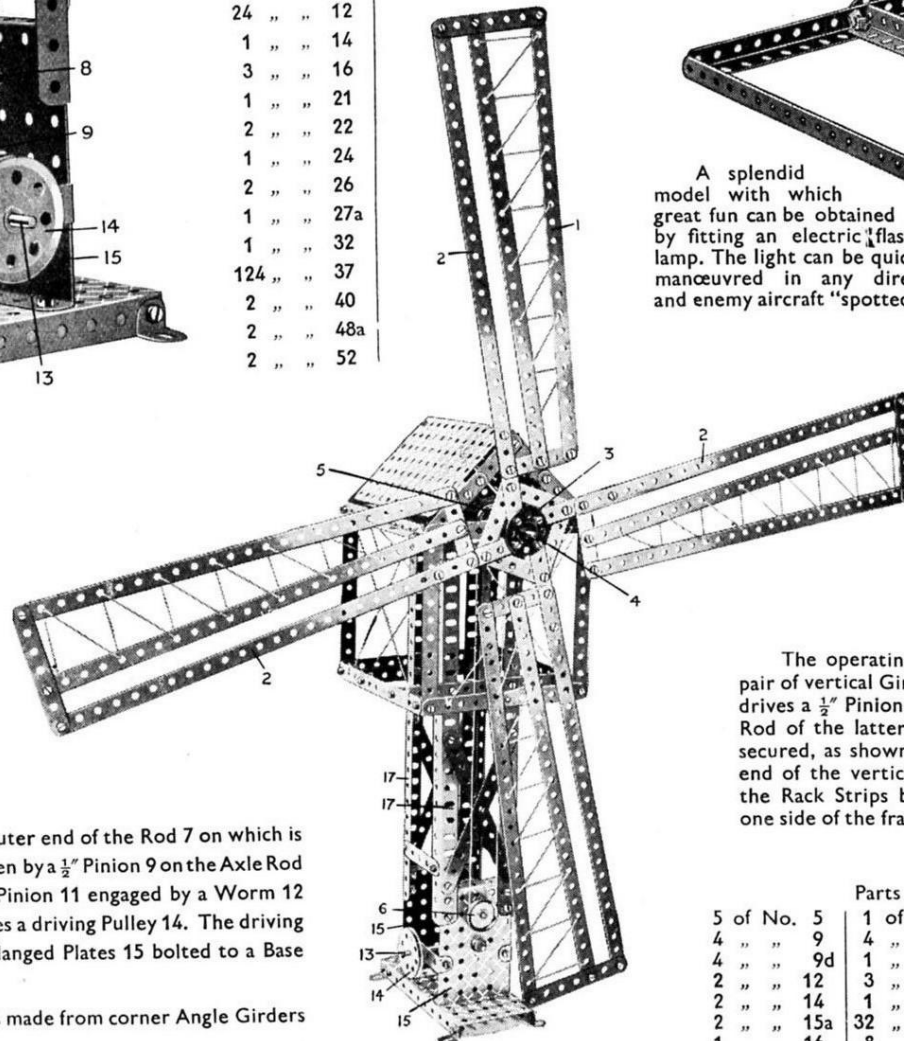 24 „ „ 12
1 „ „ 14
3 „ „ 16
1 „ „ 21
2 „ „ 22
1 „ „ 24
2 „ „ 26
1 „ „ 27a
1 „ „ 32
124 „ „ 37
2 „ „ 40
2 „ „ 48a
2 „ „ 52
8
9
14
15
13
A splendid
model with which
great fun can be obtained
by fitting an electric flas
lamp. The light can be quic
manœuvred in any dire
and enemy aircraft "spotted
1
2
2
3
5
4
2
17
17
6
15
13
14
15
The operatin
pair of vertical Gir
drives a ½″ Pinion
Rod of the latter
secured, as shown
end of the vertic
the Rack Strips b
one side of the fra
uter end of the Rod 7 on which is
en by a ½″ Pinion 9 on the Axle Rod
Pinion 11 engaged by a Worm 12
es a driving Pulley 14. The driving
langed Plates 15 bolted to a Base
s made from corner Angle Girders
Parts
5 of No. 5 1 of
4 „ „ 9 4 „
4 „ „ 9d 1 „
2 „ „ 12 3 „
2 „ „ 14 1 „
2 „ „ 15a 32 „